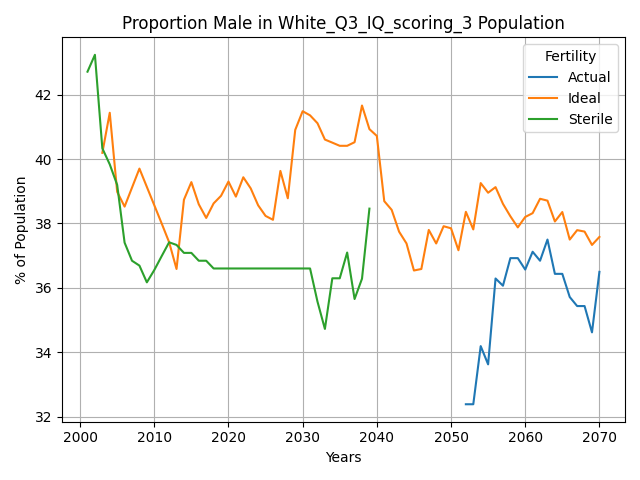 Proportion Male in White_Q3_IQ_scoring_3 Population
Fertility
Actual
Ideal
Sterile
% of Population
42
40
38
36
34
32
2000 2010 2020 2030 2040 2050 2060 2070
Years